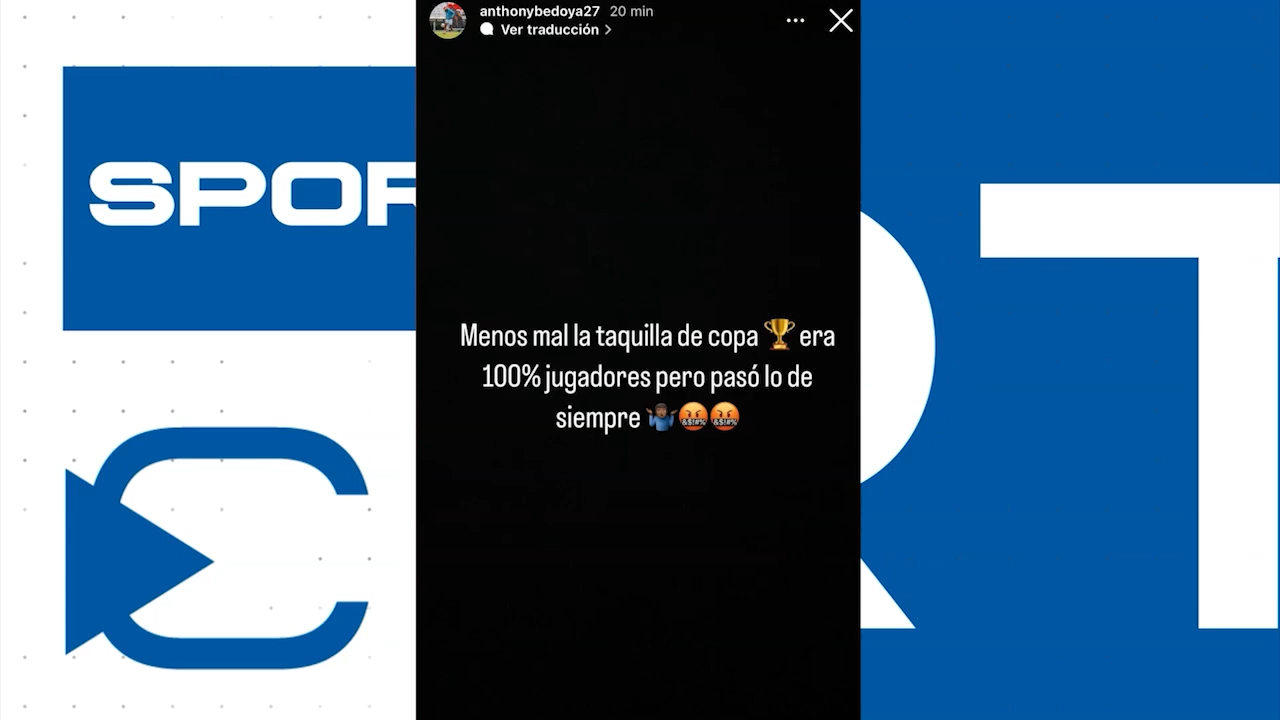 anthonybedoya27 20 min
Ver traducción
SPOR
RT
Menos mal la taquilla de copa 🏆 era
100% jugadores pero pasó lo de
siempre 🤷🏾‍♂️🤬🤬